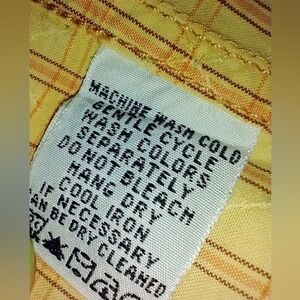 MACHINE WASH COLD
GENTLE CYCLE
WASH COLORS
SEPARATELY
DO NOT BLEACH
HANG DRY
COOL IRON
IF NECESSARY
CAN BE DRY CLEANED